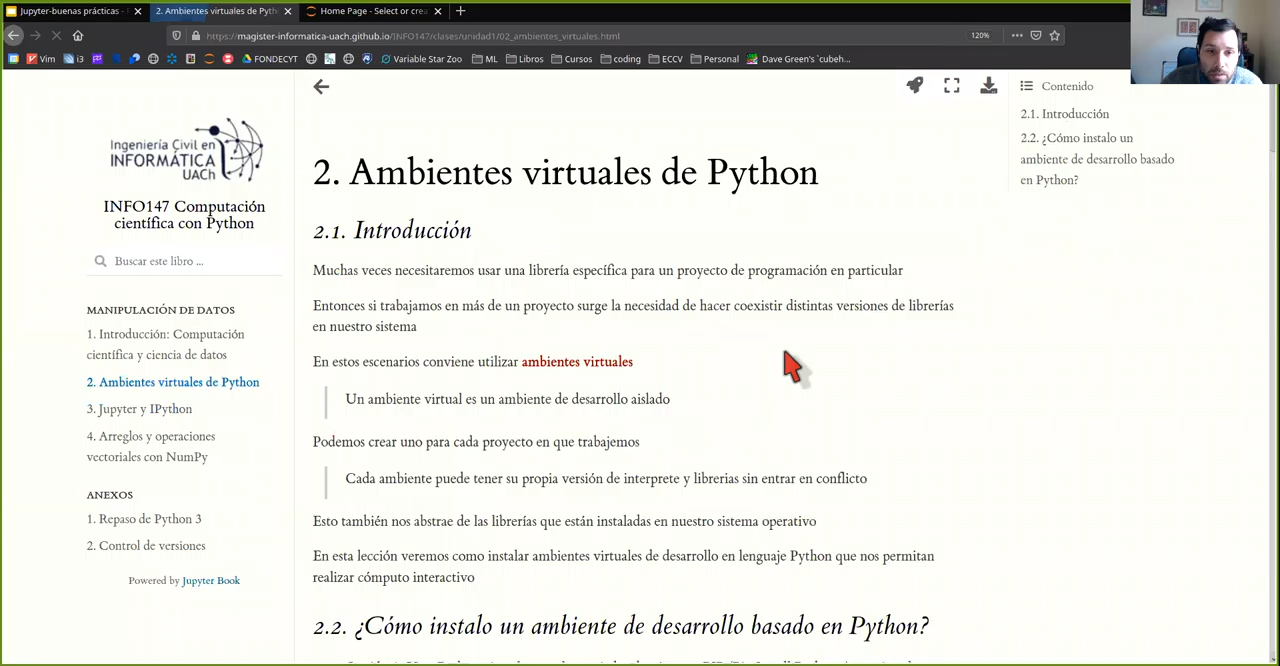 Jupyter-buenas prácticas -
2. Ambientes virtuales de Pyth
Home Page - Select or crea
https://magister-informatica-uach.github.io/INFO147/clases/unidad1/02_ambientes_virtuales.html
120%
Vim
i3
FONDECYT
Variable Star Zoo
ML
Libros
Cursos
coding
ECCV
Personal
Dave Green's `cubeh...
Ingeniería Civil en
INFORMÁTICA
UACh
INFO147 Computación
científica con Python
Buscar este libro ...
MANIPULACIÓN DE DATOS
1. Introducción: Computación
científica y ciencia de datos
2. Ambientes virtuales de Python
3. Jupyter y IPython
4. Arreglos y operaciones
vectoriales con NumPy
ANEXOS
1. Repaso de Python 3
2. Control de versiones
Powered by Jupyter Book
2. Ambientes virtuales de Python
2.1. Introducción
Muchas veces necesitaremos usar una librería específica para un proyecto de programación en particular
Entonces si trabajamos en más de un proyecto surge la necesidad de hacer coexistir distintas versiones de librerías
en nuestro sistema
En estos escenarios conviene utilizar ambientes virtuales
Un ambiente virtual es un ambiente de desarrollo aislado
Podemos crear uno para cada proyecto en que trabajemos
Cada ambiente puede tener su propia versión de interprete y librerias sin entrar en conflicto
Esto también nos abstrae de las librerías que están instaladas en nuestro sistema operativo
En esta lección veremos como instalar ambientes virtuales de desarrollo en lenguaje Python que nos permitan
realizar cómputo interactivo
2.2. ¿Cómo instalo un ambiente de desarrollo basado en Python?
Contenido
2.1. Introducción
2.2. ¿Cómo instalo un
ambiente de desarrollo basado
en Python?